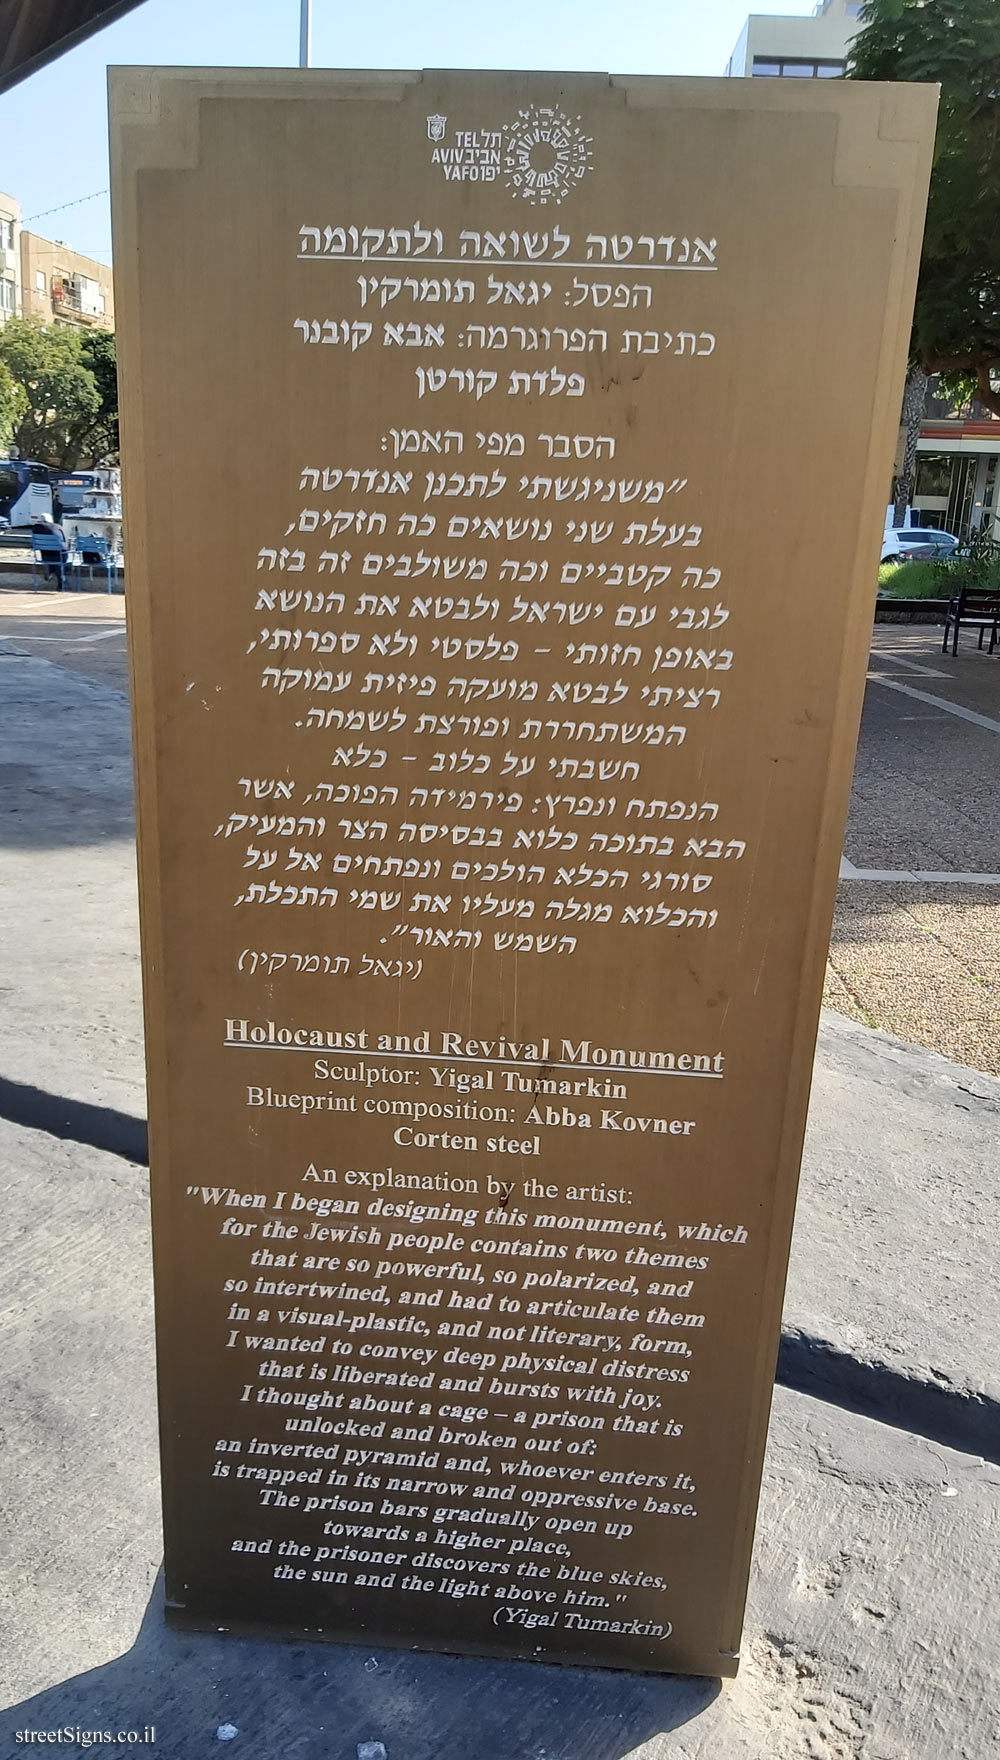 TEL תל
AVIV אביב
YAFO יפו
אנדרטה לשואה ולתקומה
הפסל: יגאל תומרקין
כתיבת הפרוגרמה: אבא קובנר
פלדת קורטן
הסבר מפי האמן:
"משניגשתי לתכנן אנדרטה
בעלת שני נושאים כה חזקים,
כה קטביים וכה משולבים זה בזה
לגבי עם ישראל ולבטא את הנושא
באופן חזותי - פלסטי ולא ספרותי,
רציתי לבטא מועקה פיזית עמוקה
המשתחררת ופורצת לשמחה.
חשבתי על כלוב - כלא
הנפתח ונפרץ: פירמידה הפוכה, אשר
הבא בתוכה כלוא בבסיסה הצר והמעיק,
סורגי הכלא הולכים ונפתחים אל על
והכלוא מגלה מעליו את שמי התכלת,
השמש והאור".
(יגאל תומרקין)
Holocaust and Revival Monument
Sculptor: Yigal Tumarkin
Blueprint composition: Abba Kovner
Corten steel
An explanation by the artist:
"When I began designing this monument, which
for the Jewish people contains two themes
that are so powerful, so polarized, and
so intertwined, and had to articulate them
in a visual-plastic, and not literary, form,
I wanted to convey deep physical distress
that is liberated and bursts with joy.
I thought about a cage – a prison that is
unlocked and broken out of:
an inverted pyramid and, whoever enters it,
is trapped in its narrow and oppressive base.
The prison bars gradually open up
towards a higher place,
and the prisoner discovers the blue skies,
the sun and the light above him."
(Yigal Tumarkin)
streetSigns.co.il